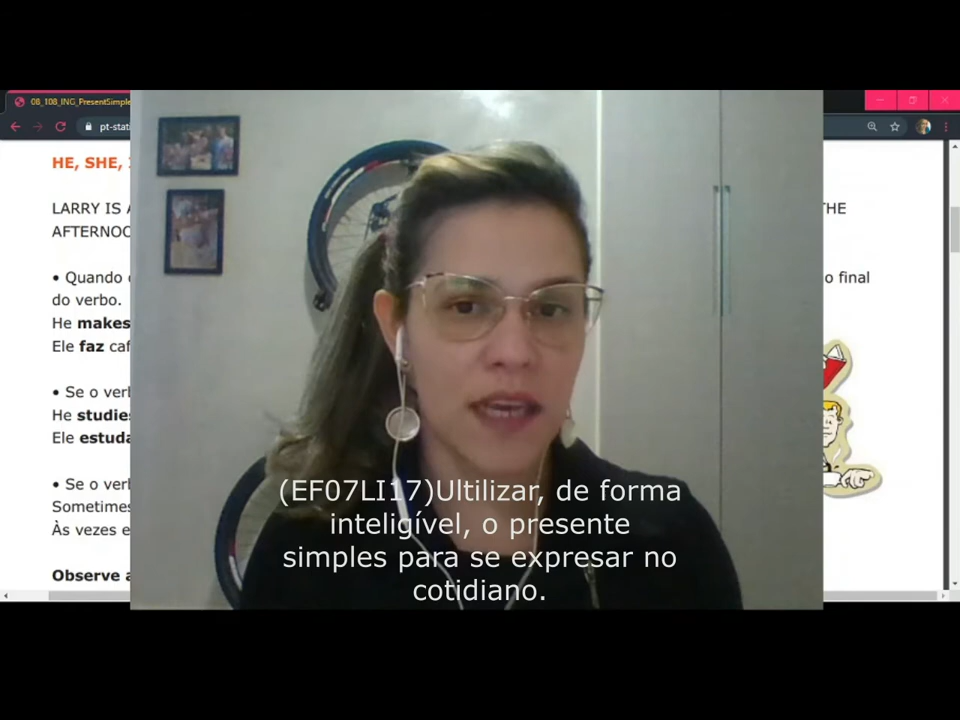 08_108_ING_PresentSimple
pt-stati
HE, SHE,
LARRY IS
THE
AFTERNOO
• Quando
o final
do verbo.
He makes
Ele faz caf
• Se o verb
He studies
Ele estuda
• Se o verb
Sometimes
Às vezes e
Observe a
(EF07LI17)Ultilizar, de forma
inteligível, o presente
simples para se expresar no
cotidiano.